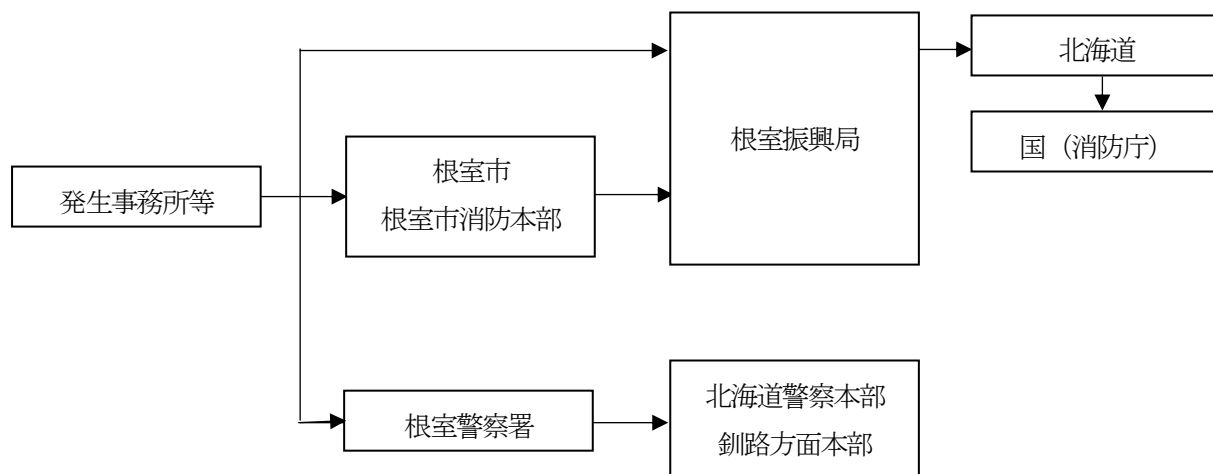 北海道
根室振興局
国（消防庁）
根室市
根室市消防本部
発生事務所等
北海道警察本部
釧路方面本部
根室警察署